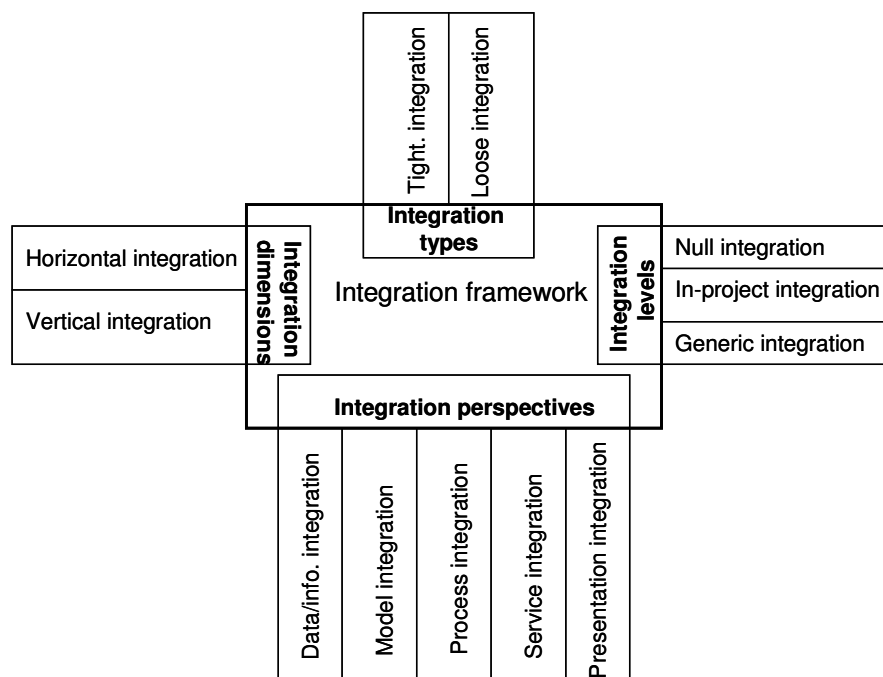 Tight. integration
Loose integration
Integration
types
Horizontal integration
Vertical integration
Integration
dimensions
Integration framework
Integration
levels
Null integration
In-project integration
Generic integration
Integration perspectives
Data/info. integration
Model integration
Process integration
Service integration
Presentation integration